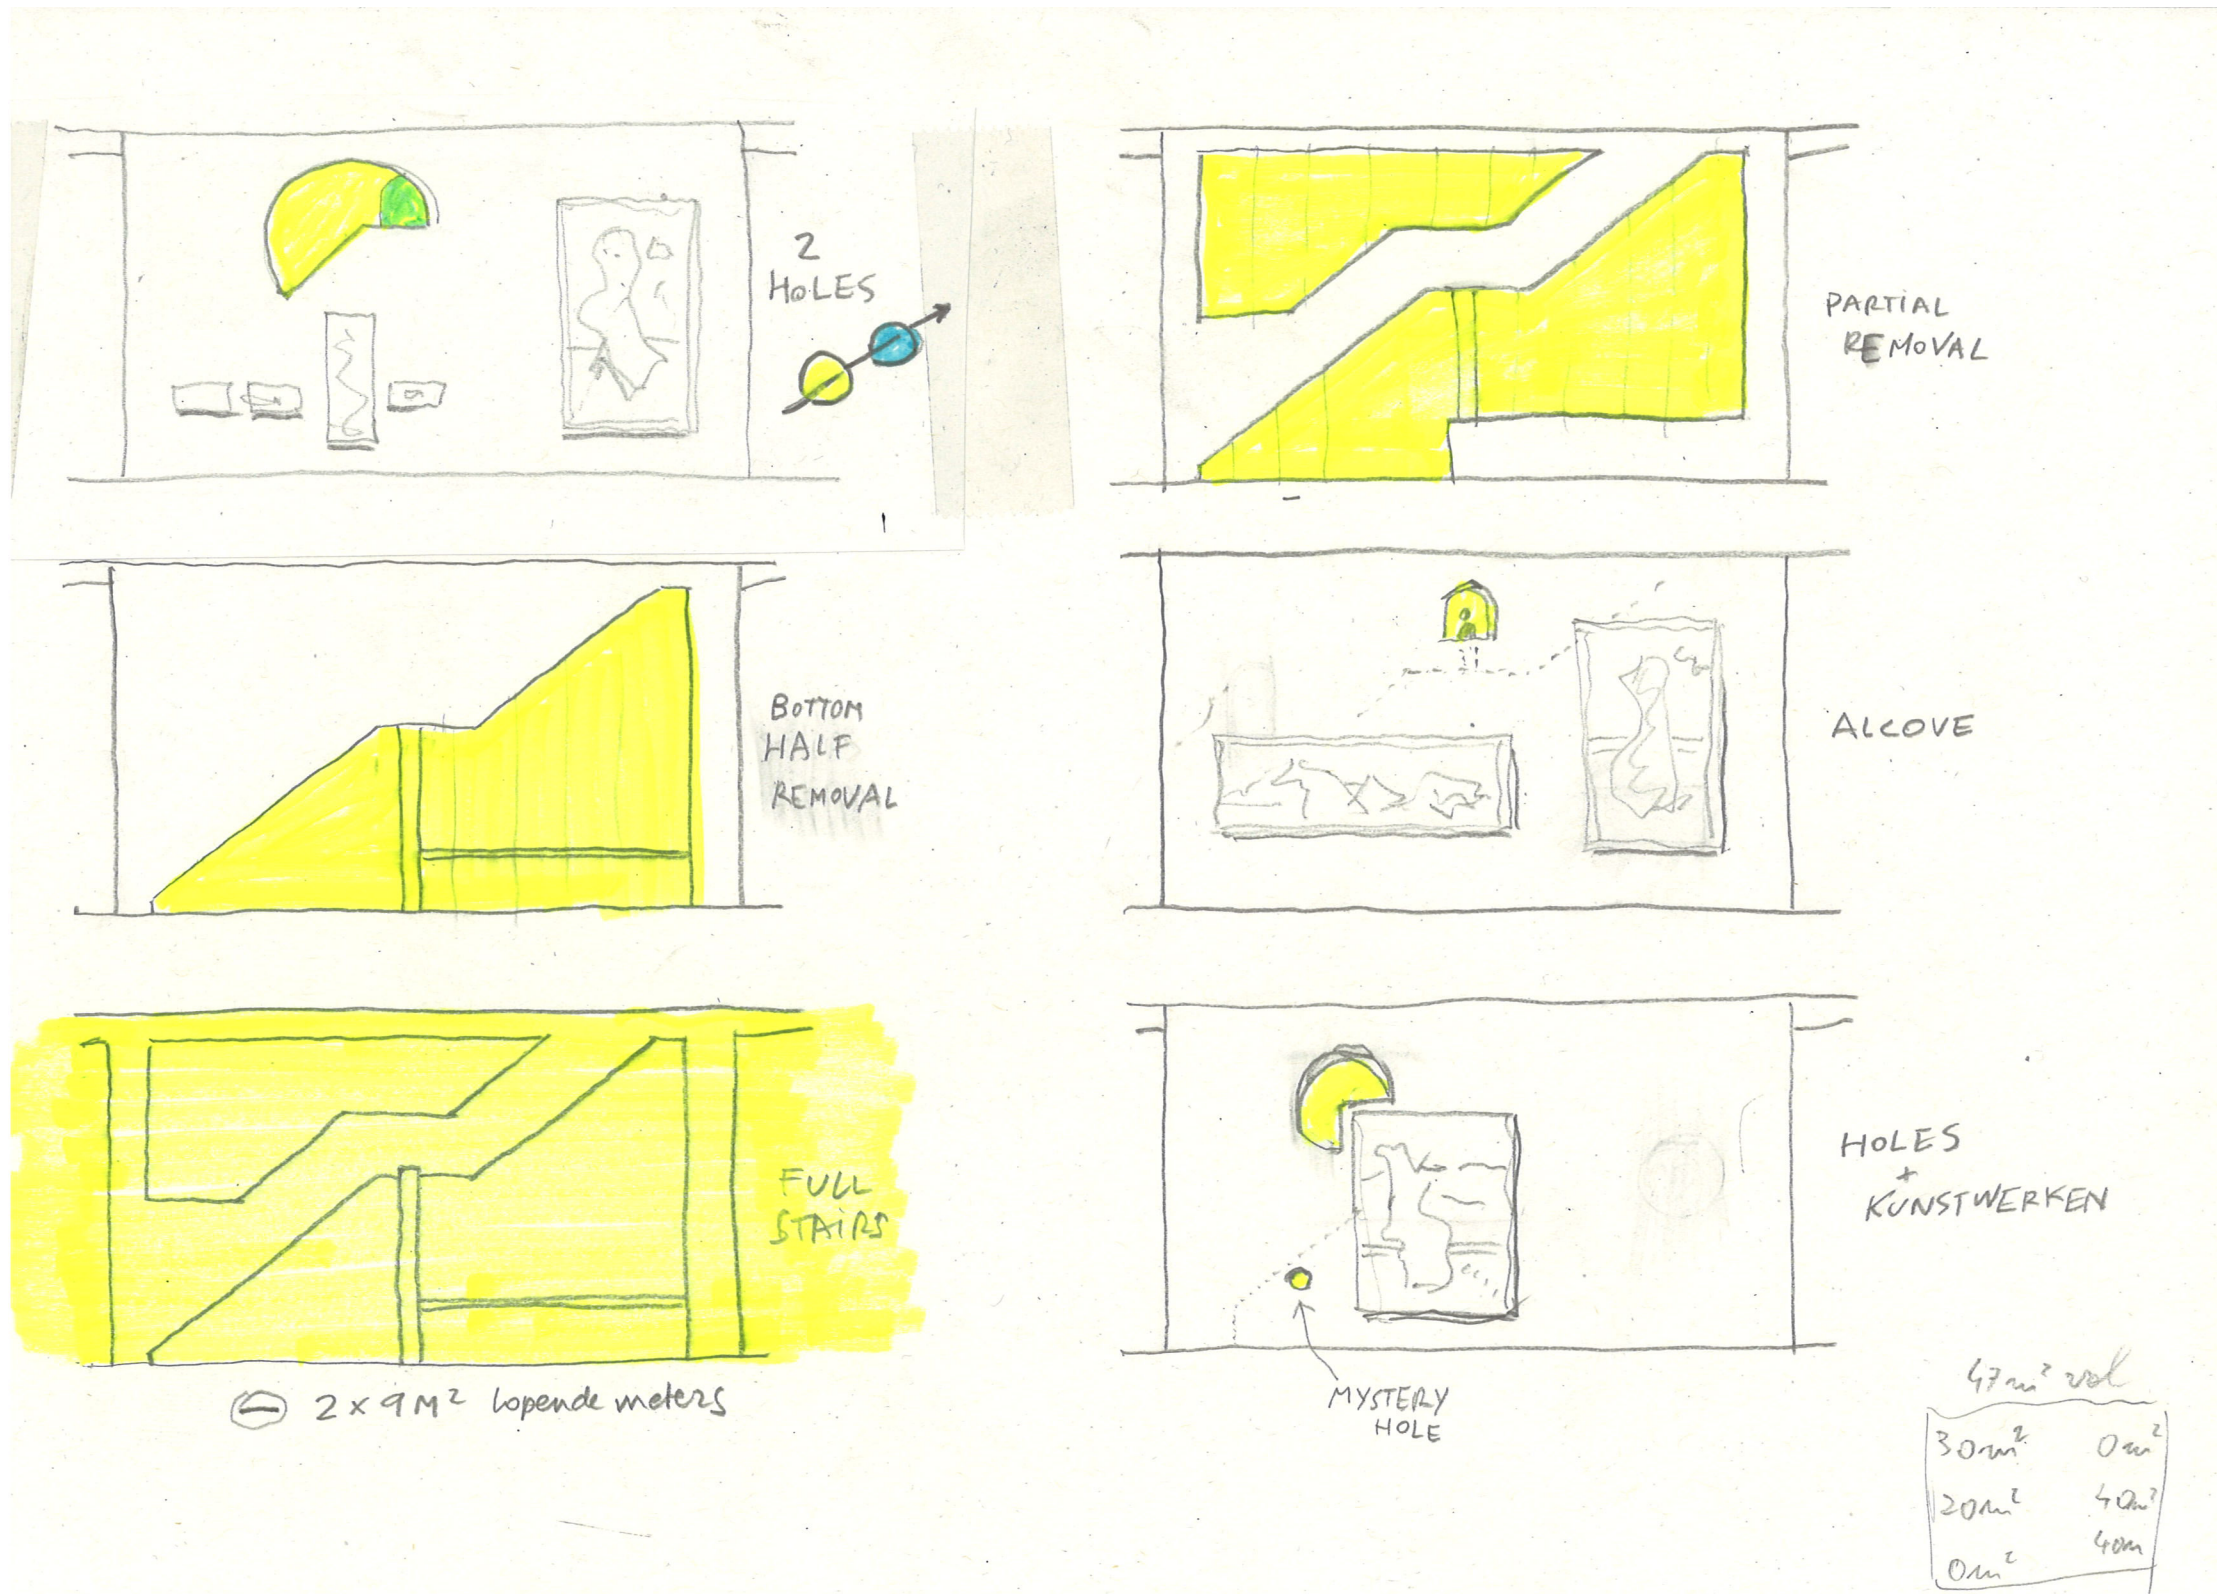 2
HOLES
PARTIAL
REMOVAL
BOTTOM
HALF
REMOVAL
ALCOVE
FULL
STAIRS
2 x 9 M² lopende meters
HOLES
+
KUNSTWERKEN
MYSTERY
HOLE
47m² vol
30m² 0m²
20m² 40m²
40m
0m²